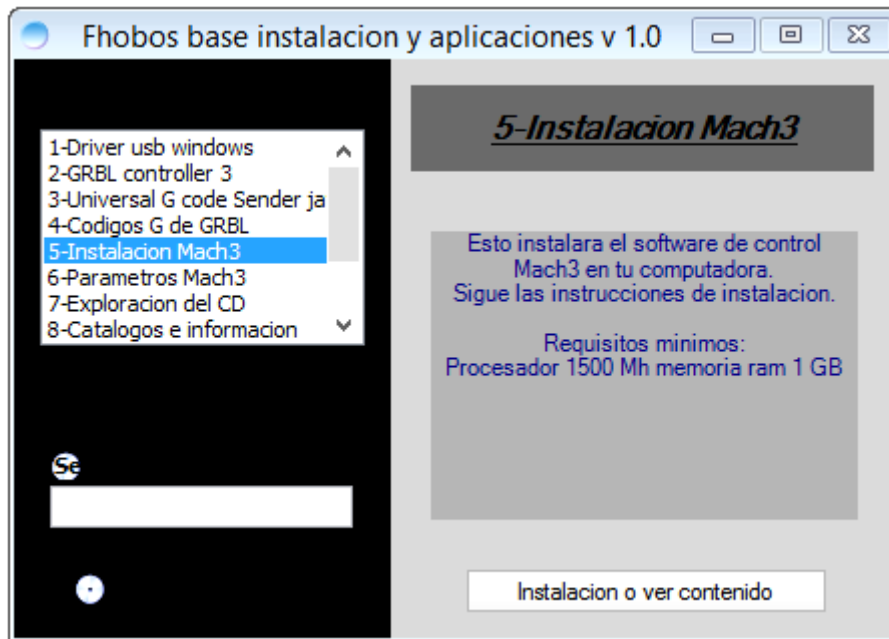 Fhobos base instalacion y aplicaciones v 1.0
1-Driver usb windows
2-GRBL controller 3
3-Universal G code Sender ja
4-Codigos G de GRBL
5-Instalacion Mach3
6-Parametros Mach3
7-Exploracion del CD
8-Catalogos e informacion
Se
5-Instalacion Mach3
Esto instalara el software de control
Mach3 en tu computadora.
Sigue las instrucciones de instalacion.
Requisitos minimos:
Procesador 1500 Mh memoria ram 1 GB
Instalacion o ver contenido